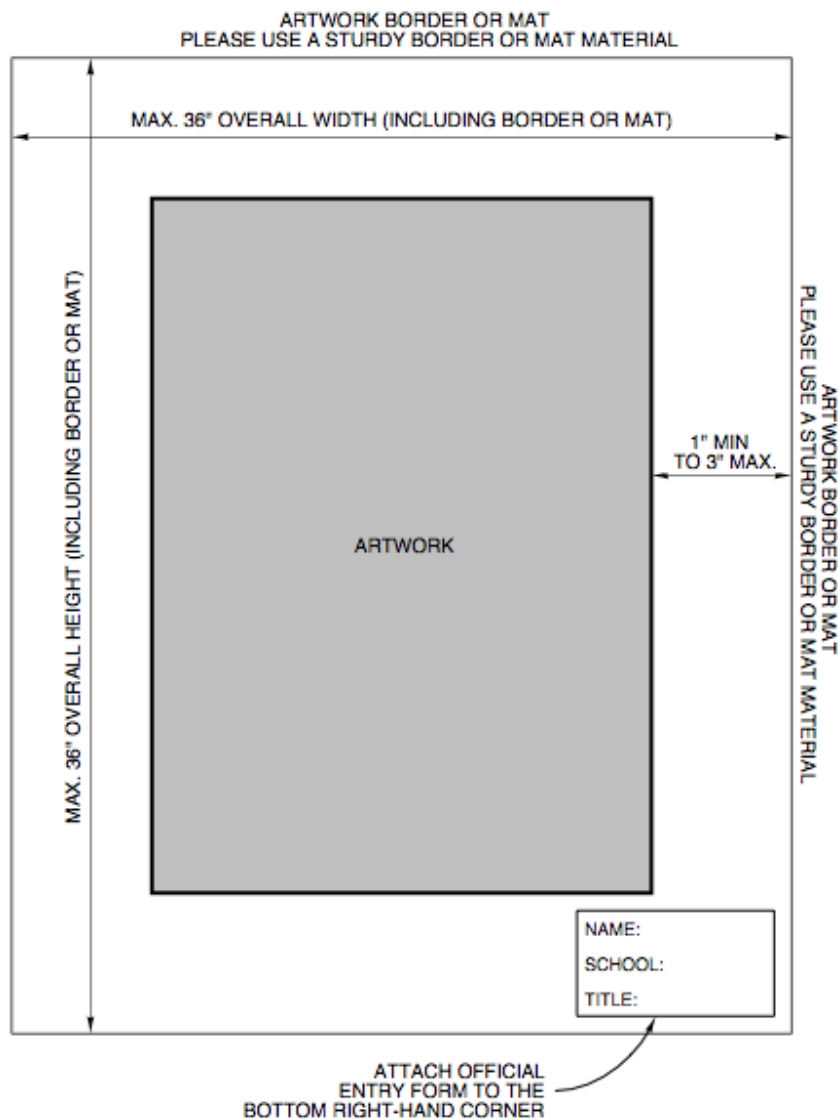 ARTWORK BORDER OR MAT
PLEASE USE A STURDY BORDER OR MAT MATERIAL
MAX. 36" OVERALL WIDTH (INCLUDING BORDER OR MAT)
MAX. 36" OVERALL HEIGHT (INCLUDING BORDER OR MAT)
ARTWORK
1" MIN
TO 3" MAX.
ARTWORK BORDER OR MAT
PLEASE USE A STURDY BORDER OR MAT MATERIAL
NAME:
SCHOOL:
TITLE:
ATTACH OFFICIAL
ENTRY FORM TO THE
BOTTOM RIGHT-HAND CORNER